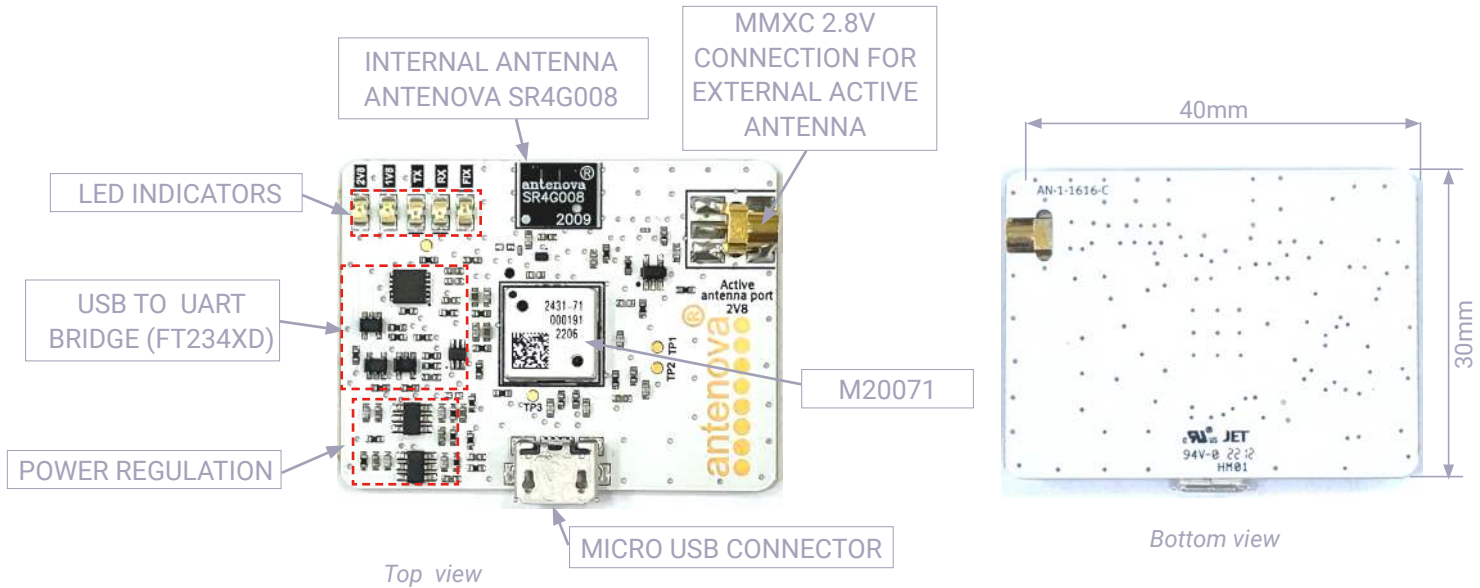 INTERNAL ANTENNA
ANTENOVA SR4G008
MMXC 2.8V
CONNECTION FOR
EXTERNAL ACTIVE
ANTENNA
40mm
30mm
LED INDICATORS
2V8
1V8
TX
RX
FIX
antenova®
SR4G008
2009
AN-1-1616-C
USB TO UART
BRIDGE (FT234XD)
2431-71
000191
2206
Active
antenna port
2V8
TP1
TP2
TP3
antenova®
M20071
POWER REGULATION
MICRO USB CONNECTOR
c RU® us JET
94V-0 2212
HM01
Top view
Bottom view